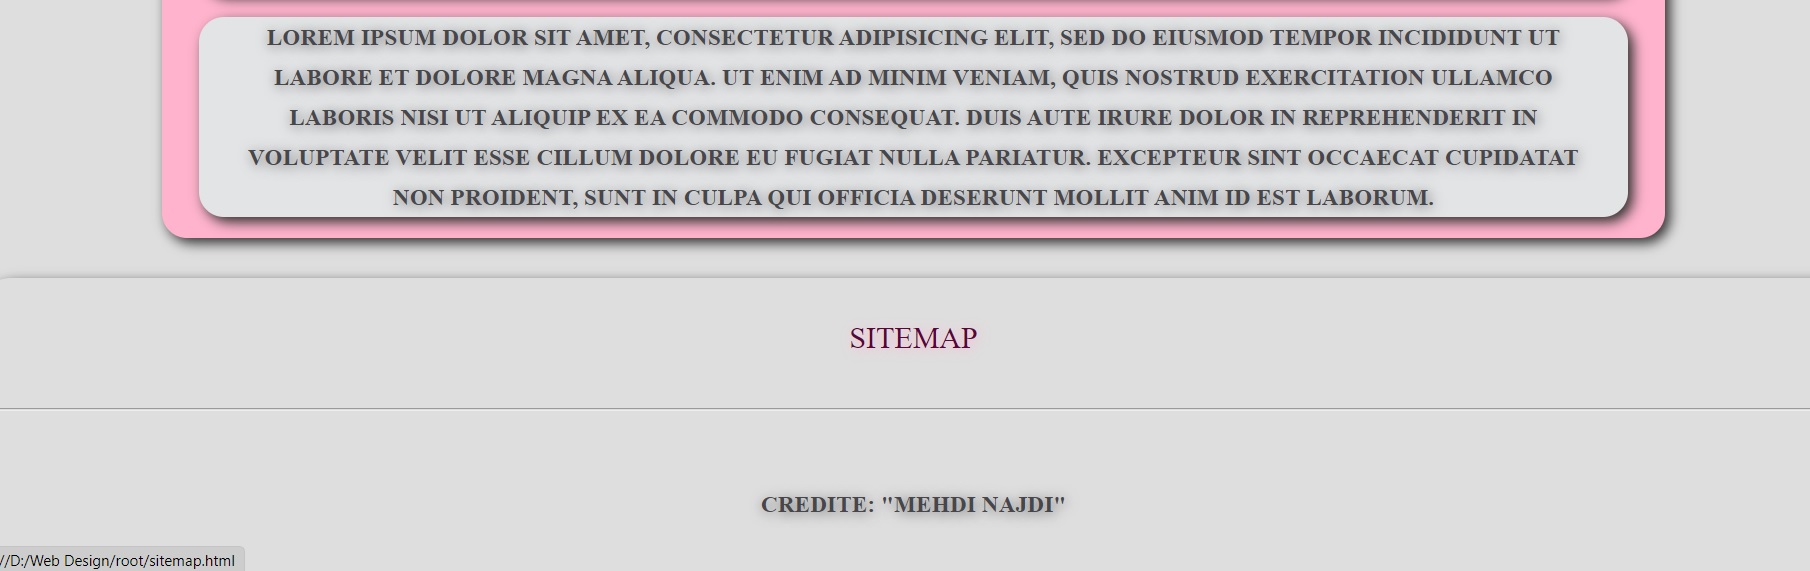 LOREM IPSUM DOLOR SIT AMET, CONSECTETUR ADIPISICING ELIT, SED DO EIUSMOD TEMPOR INCIDIDUNT UT
LABORE ET DOLORE MAGNA ALIQUA. UT ENIM AD MINIM VENIAM, QUIS NOSTRUD EXERCITATION ULLAMCO
LABORIS NISI UT ALIQUIP EX EA COMMODO CONSEQUAT. DUIS AUTE IRURE DOLOR IN REPREHENDERIT IN
VOLUPTATE VELIT ESSE CILLUM DOLORE EU FUGIAT NULLA PARIATUR. EXCEPTEUR SINT OCCAECAT CUPIDATAT
NON PROIDENT, SUNT IN CULPA QUI OFFICIA DESERUNT MOLLIT ANIM ID EST LABORUM.
SITEMAP
CREDITE: "MEHDI NAJDI"
//D:/Web Design/root/sitemap.html